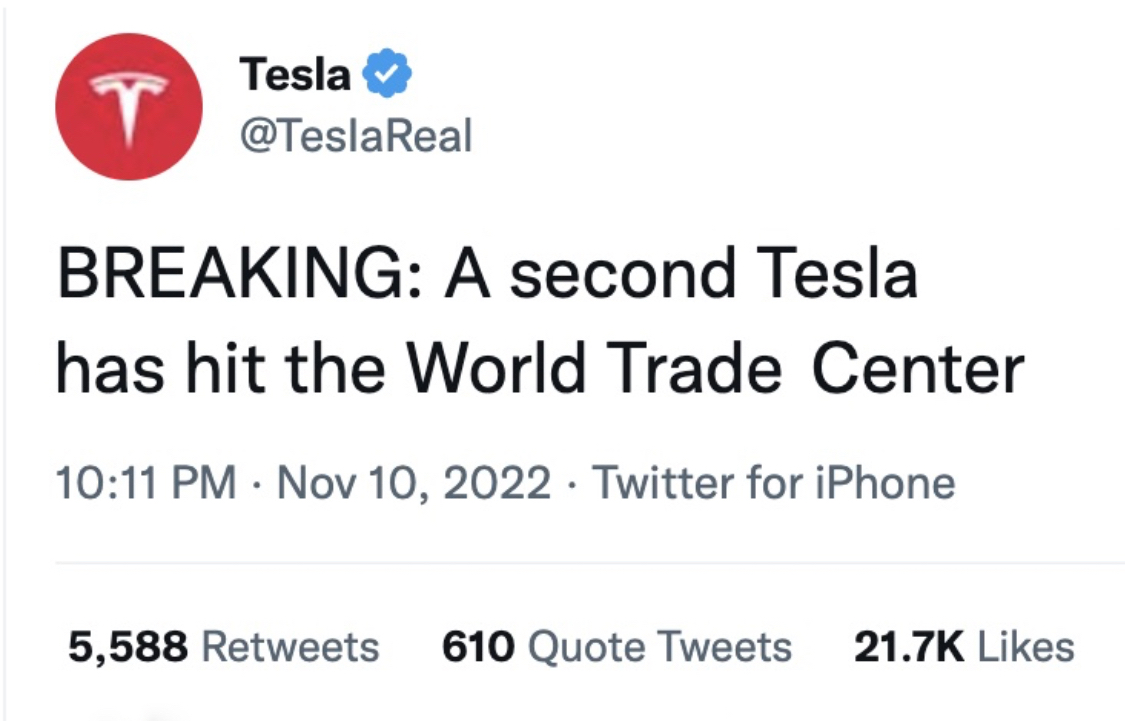 Tesla
@TeslaReal
BREAKING: A second Tesla
has hit the World Trade Center
10:11 PM · Nov 10, 2022 · Twitter for iPhone
5,588 Retweets 610 Quote Tweets 21.7K Likes